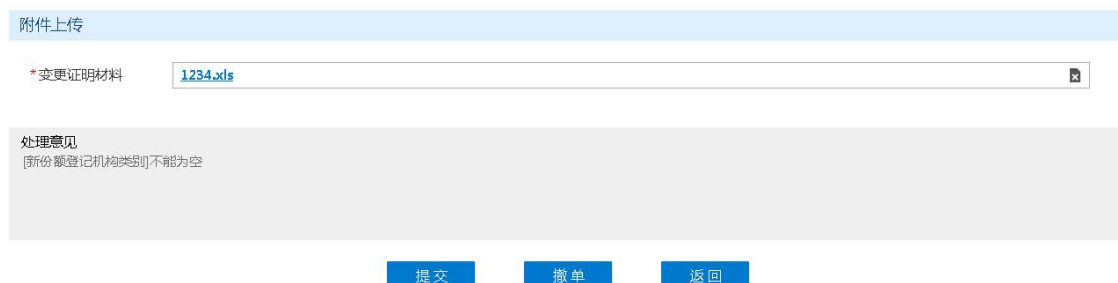 附件上传
*变更证明材料 1234.xls
处理意见
[新份额登记机构类别]不能为空
提交 撤单 返回